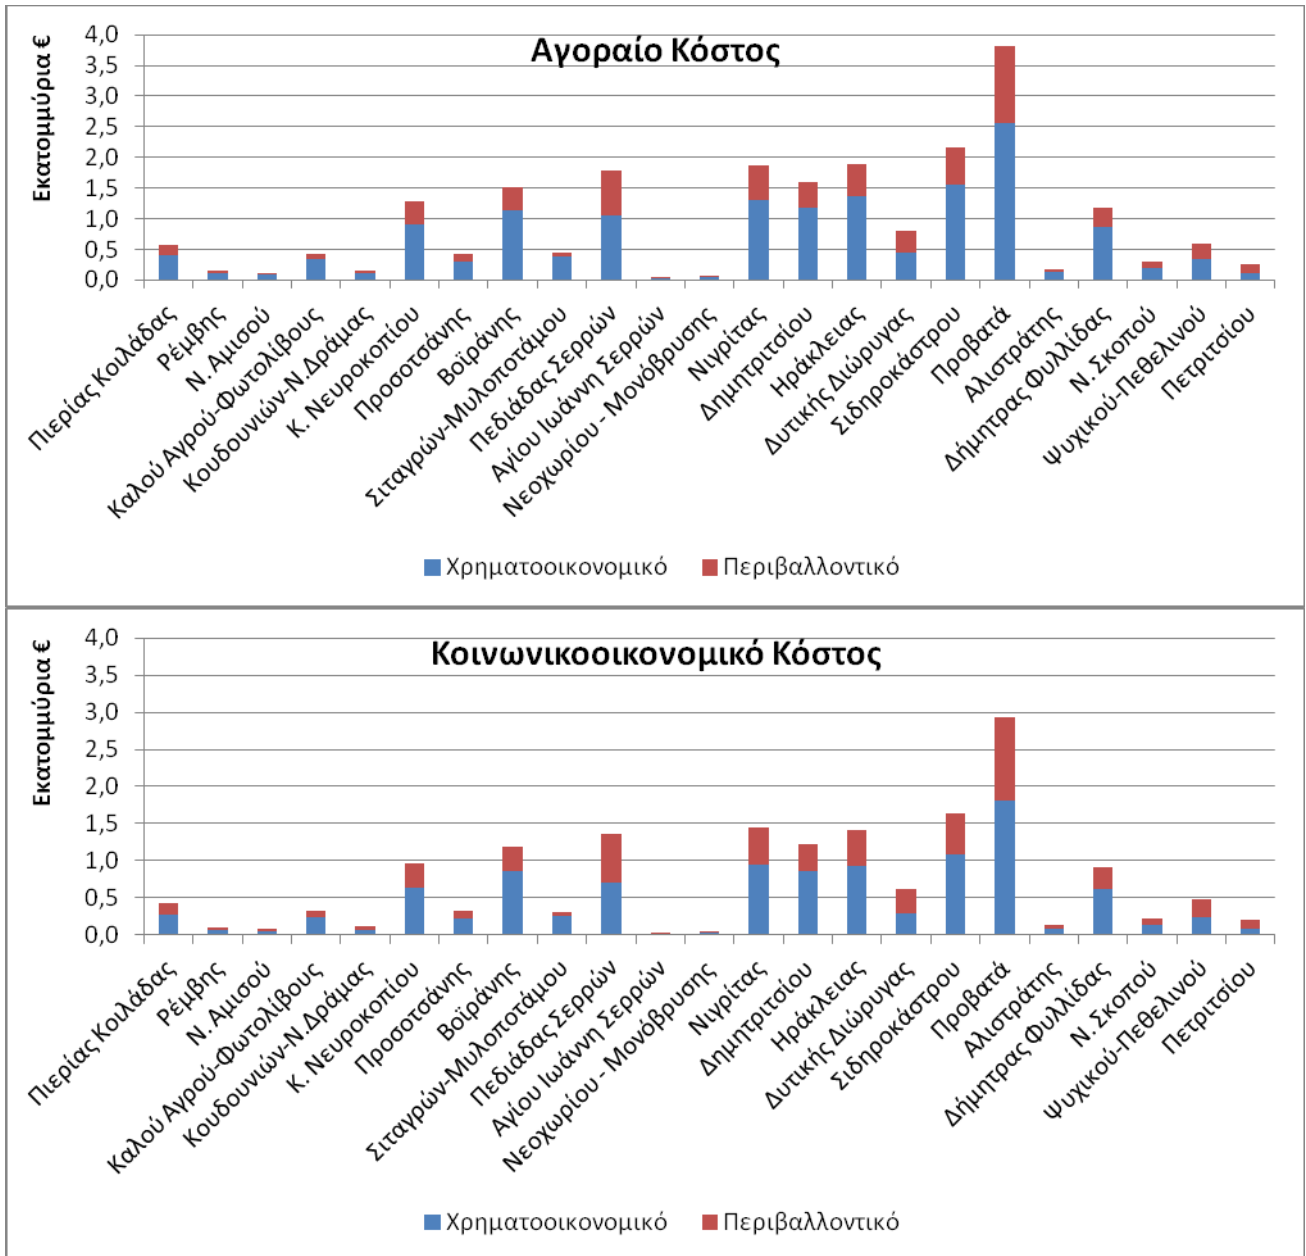 Αγοραίο Κόστος
Εκατομμύρια €
4,0
3,5
3,0
2,5
2,0
1,5
1,0
0,5
0,0
Πιερίας Κοιλάδας
Ρέμβης
Ν. Αμισού
Καλού Αγρού-Φωτολίβους
Κουδουνιών-Ν.Δράμας
Κ. Νευροκοπίου
Προσοτσάνης
Βοϊράνης
Σιταγρών-Μυλοποτάμου
Πεδιάδας Σερρών
Αγίου Ιωάννη Σερρών
Νεοχωρίου - Μονόβρυσης
Νιγρίτας
Δημητριτσίου
Ηράκλειας
Δυτικής Διώρυγας
Σιδηροκάστρου
Προβατά
Αλιστράτης
Δήμητρας Φυλλίδας
Ν. Σκοπού
Ψυχικού-Πεθελινού
Πετριτσίου
Χρηματοοικονομικό
Περιβαλλοντικό
Κοινωνικοοικονομικό Κόστος
Εκατομμύρια €
4,0
3,5
3,0
2,5
2,0
1,5
1,0
0,5
0,0
Πιερίας Κοιλάδας
Ρέμβης
Ν. Αμισού
Καλού Αγρού-Φωτολίβους
Κουδουνιών-Ν.Δράμας
Κ. Νευροκοπίου
Προσοτσάνης
Βοϊράνης
Σιταγρών-Μυλοποτάμου
Πεδιάδας Σερρών
Αγίου Ιωάννη Σερρών
Νεοχωρίου - Μονόβρυσης
Νιγρίτας
Δημητριτσίου
Ηράκλειας
Δυτικής Διώρυγας
Σιδηροκάστρου
Προβατά
Αλιστράτης
Δήμητρας Φυλλίδας
Ν. Σκοπού
Ψυχικού-Πεθελινού
Πετριτσίου
Χρηματοοικονομικό
Περιβαλλοντικό